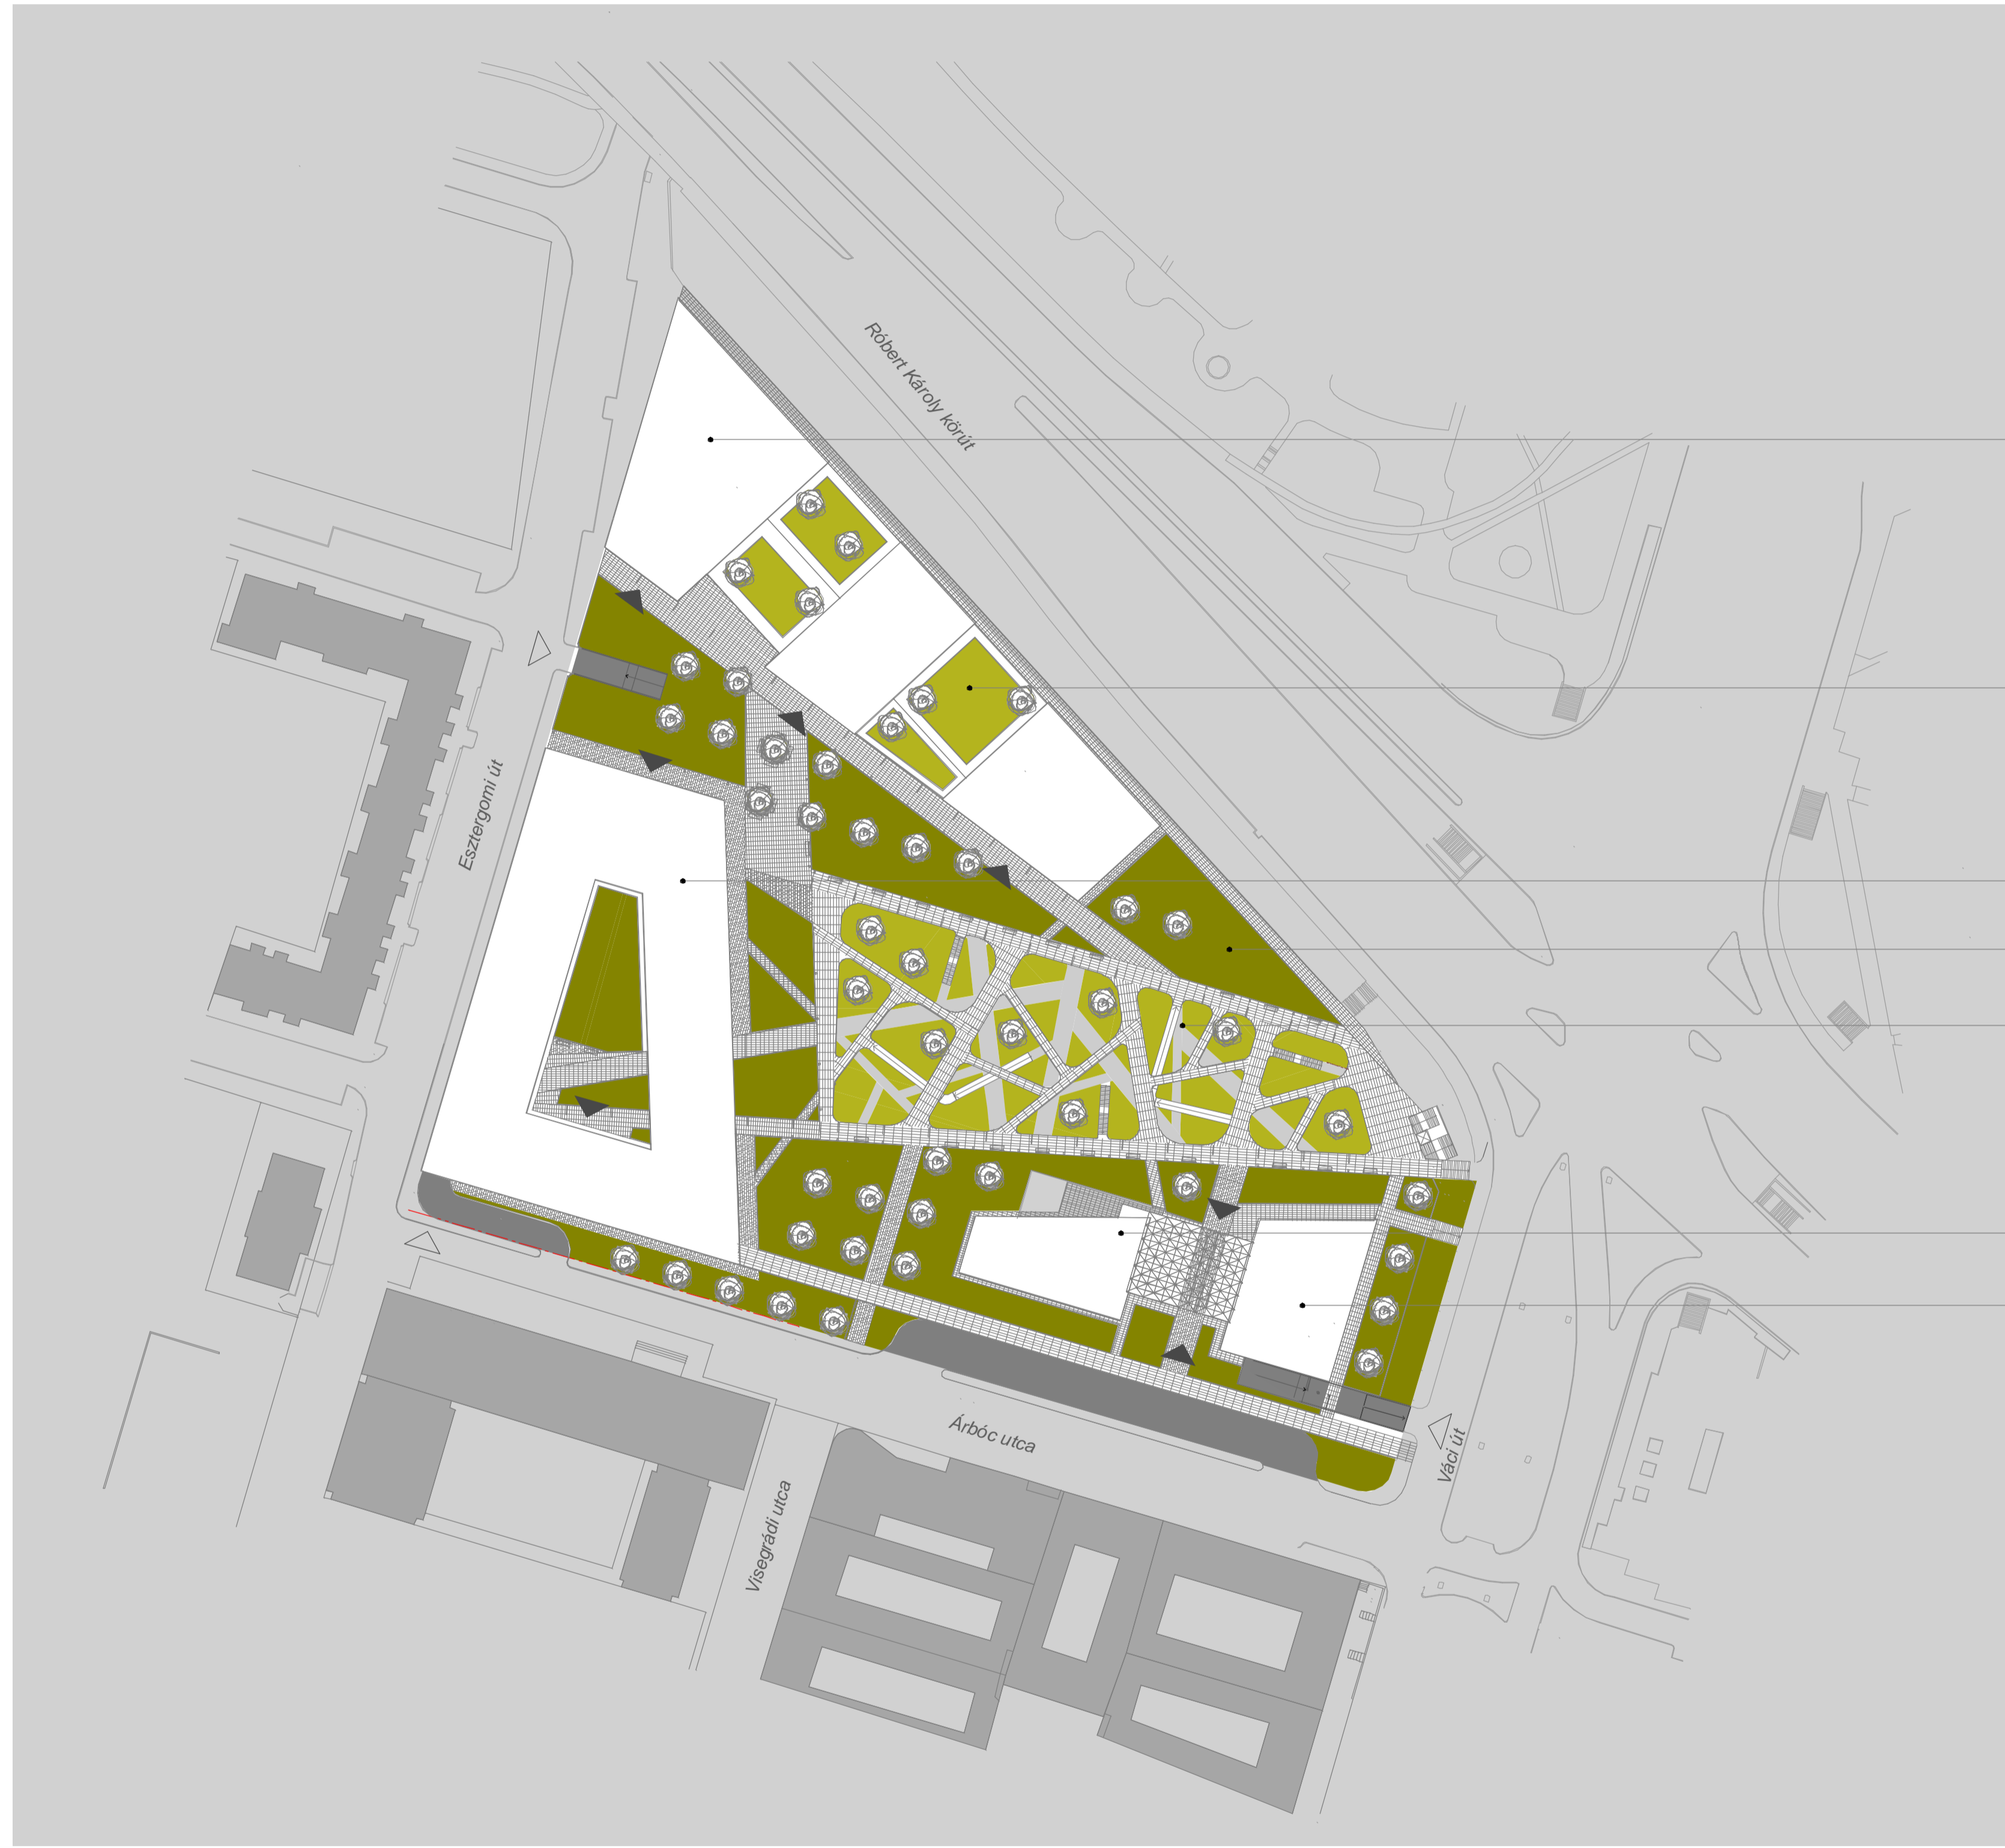 Róbert Károly körút
Esztergomi út
Árbóc utca
Váci út
Visegrádi utca